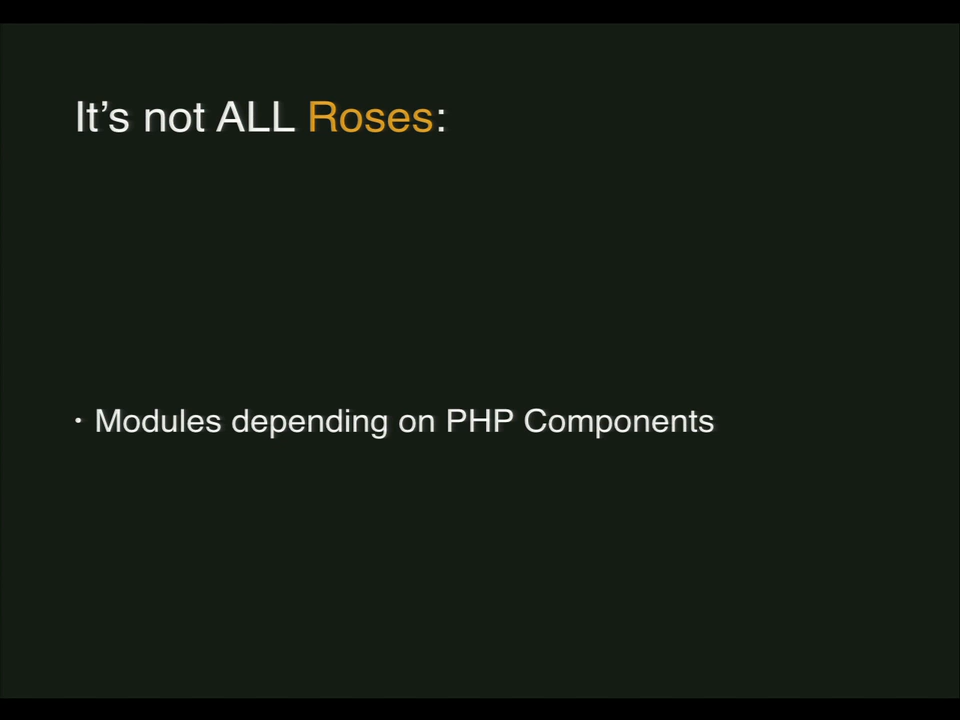 It's not ALL Roses:
• Modules depending on PHP Components